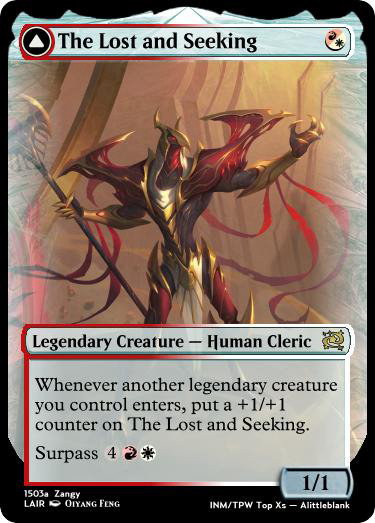 The Lost and Seeking
Legendary Creature — Human Cleric
Whenever another legendary creature
you control enters, put a +1/+1
counter on The Lost and Seeking.
Surpass 4
1/1
1503a Zangy
LAIR Oiyang Feng
INM/TPW Top Xs — Alittleblank